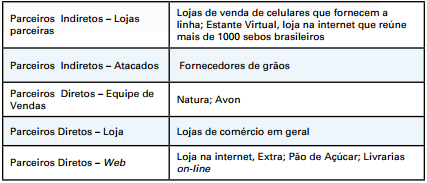 Parceiros Indiretos – Lojas parceiras
Lojas de venda de celulares que fornecem a
linha; Estante Virtual, loja na internet que reúne
mais de 1000 sebos brasileiros
Parceiros Indiretos – Atacados
Fornecedores de grãos
Parceiros Diretos – Equipe de
Vendas
Natura; Avon
Parceiros Diretos – Loja
Lojas de comércio em geral
Parceiros Diretos – Web
Loja na internet, Extra; Pão de Açúcar; Livrarias
on-line